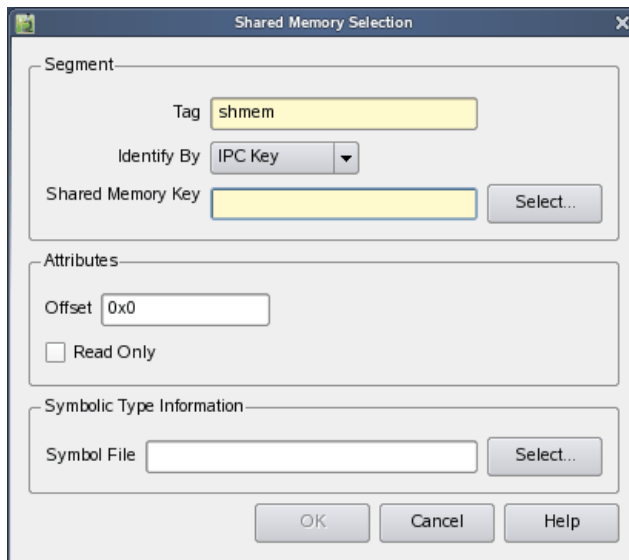 Shared Memory Selection
Segment
Tag shmem
Identify By IPC Key
Shared Memory Key Select...
Attributes
Offset 0x0
Read Only
Symbolic Type Information
Symbol File Select...
OK Cancel Help